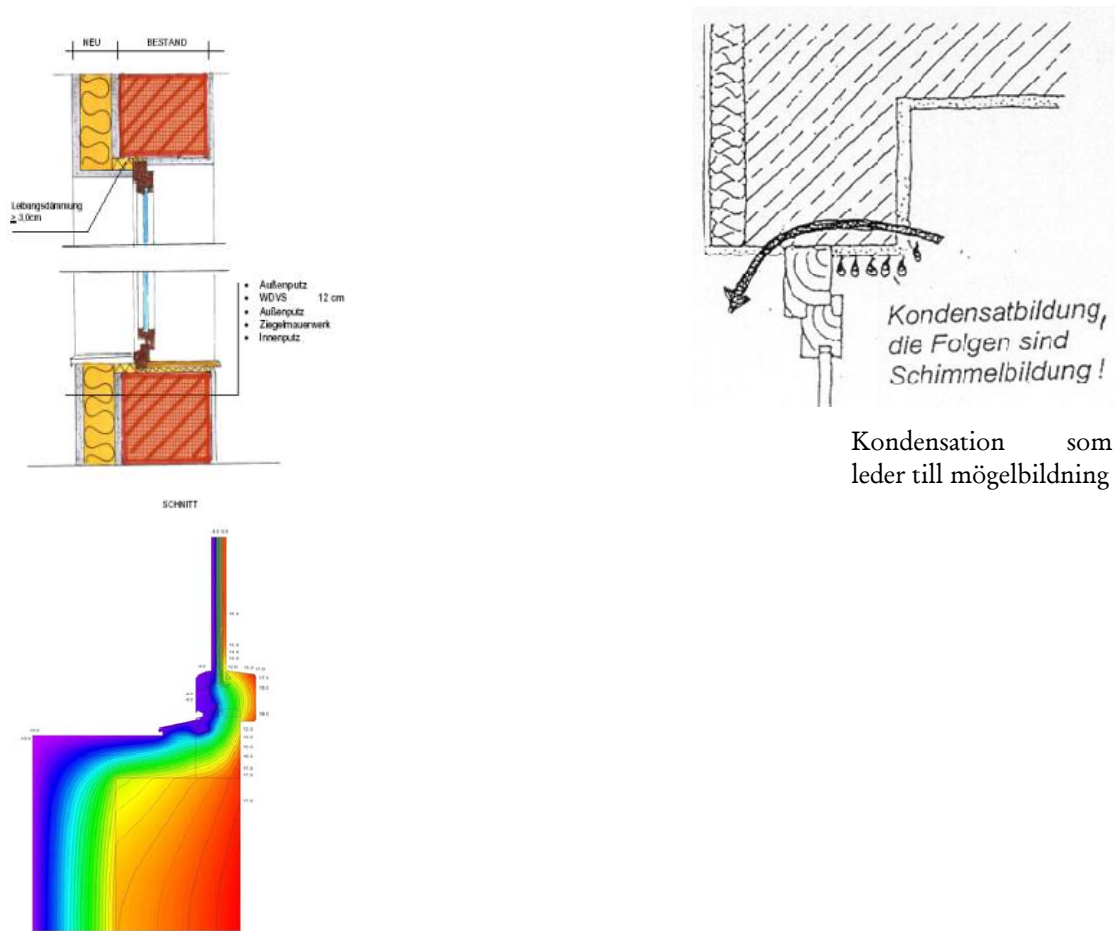 NEU BESTAND
Leibungsdämmung
≥ 3,0cm
• Außenputz
• WDVS 12 cm
• Außenputz
• Ziegelmauerwerk
• Innenputz
SCHNITT
Kondensatbildung,
die Folgen sind
Schimmelbildung !
Kondensation som
leder till mögelbildning